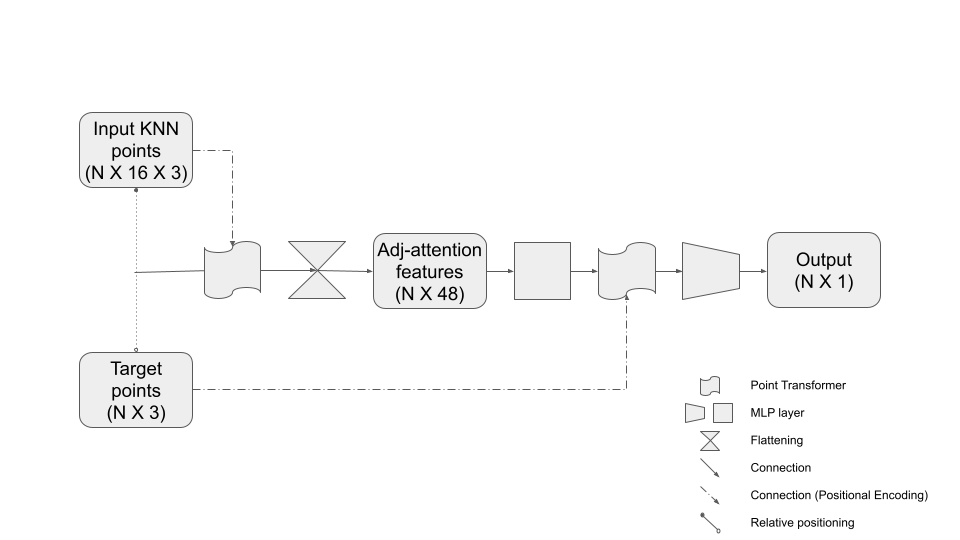 Input KNN
points
(N X 16 X 3)
Adj-attention
features
(N X 48)
Output
(N X 1)
Target
points
(N X 3)
Point Transformer
MLP layer
Flattening
Connection
Connection (Positional Encoding)
Relative positioning